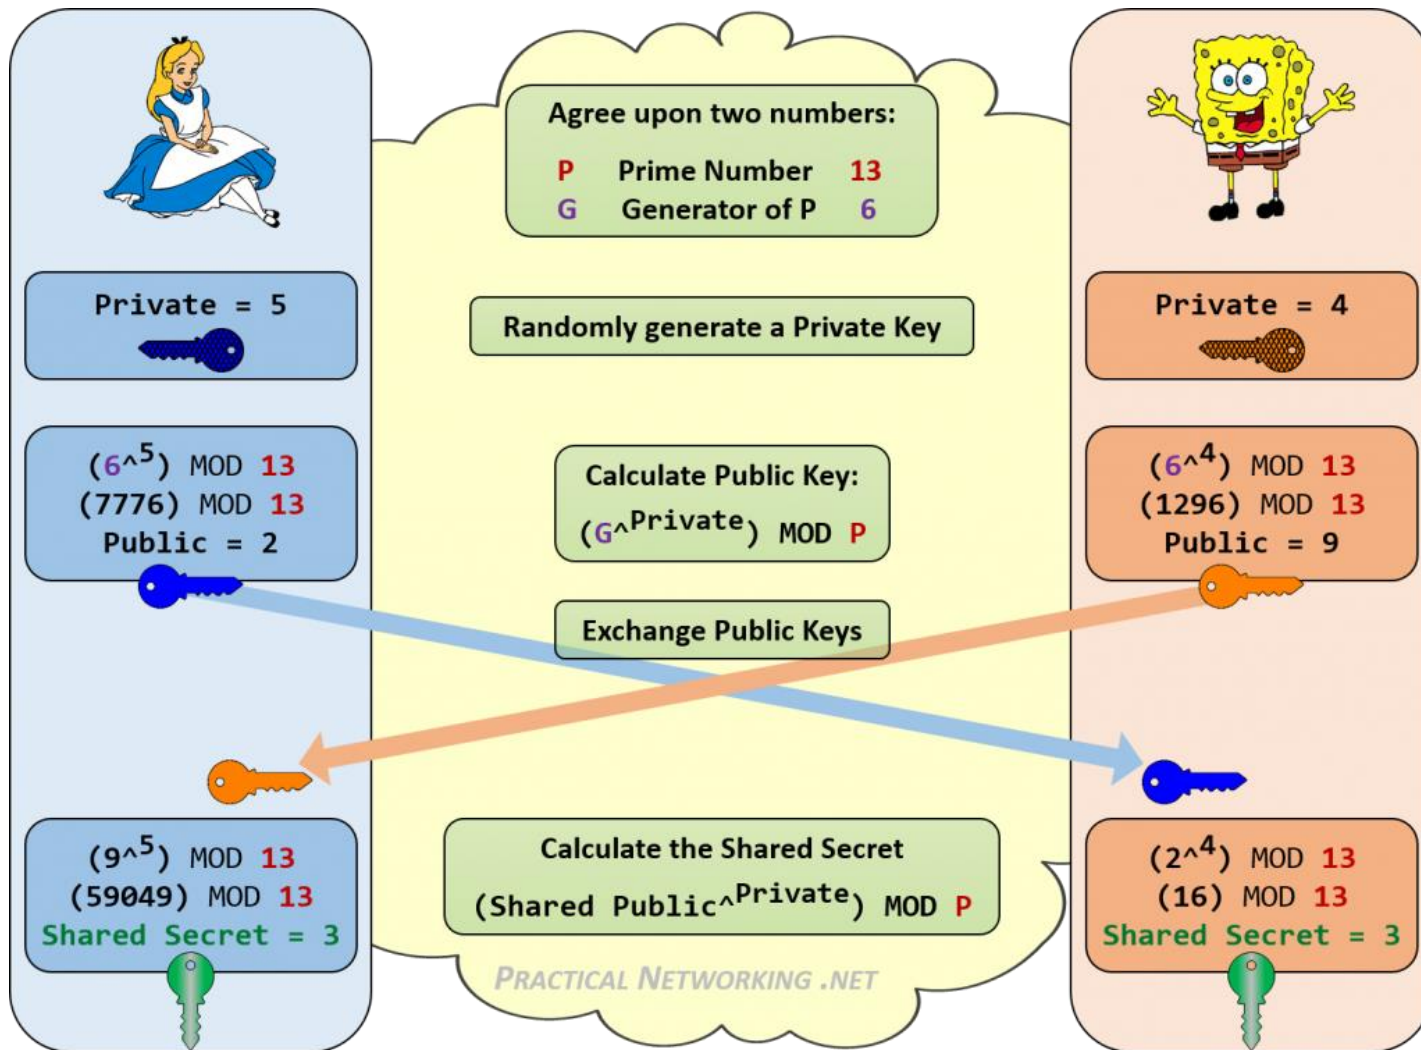 Agree upon two numbers:
P Prime Number 13
G Generator of P 6
Private = 5
Randomly generate a Private Key
Private = 4
(6^5) MOD 13
(7776) MOD 13
Public = 2
Calculate Public Key:
(G^Private) MOD P
(6^4) MOD 13
(1296) MOD 13
Public = 9
Exchange Public Keys
(9^5) MOD 13
(59049) MOD 13
Shared Secret = 3
Calculate the Shared Secret
(Shared Public^Private) MOD P
(2^4) MOD 13
(16) MOD 13
Shared Secret = 3
PRACTICAL NETWORKING .NET